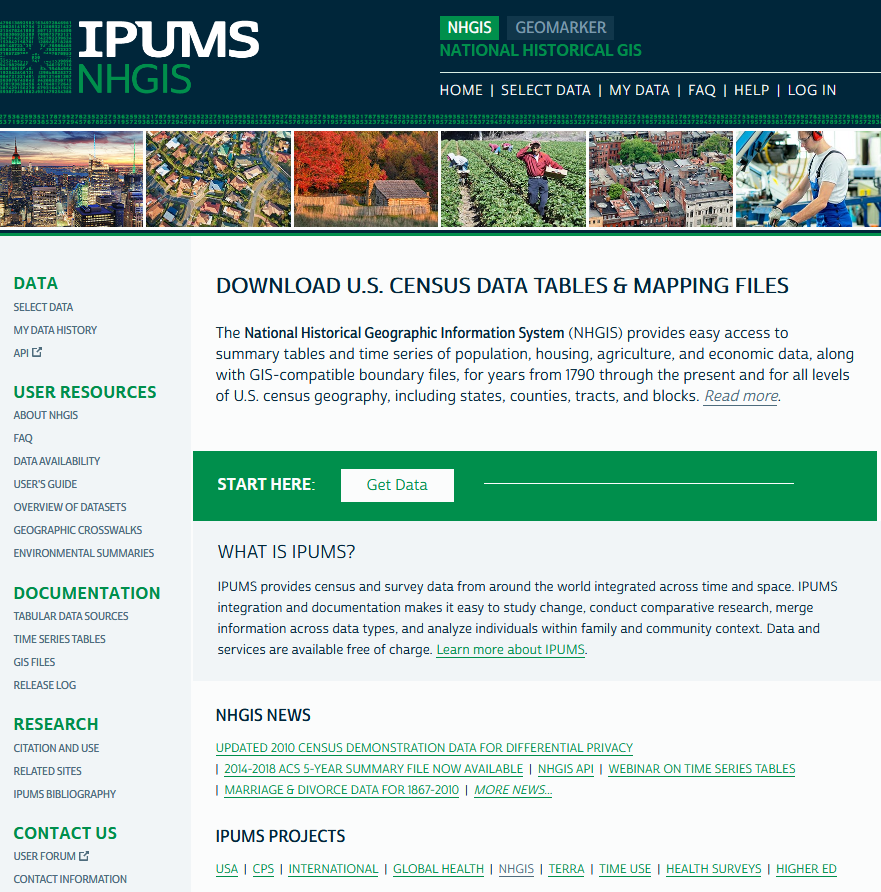 IPUMS
NHGIS
NHGIS GEOMARKER
NATIONAL HISTORICAL GIS
HOME | SELECT DATA | MY DATA | FAQ | HELP | LOG IN
DATA
SELECT DATA
MY DATA HISTORY
API
USER RESOURCES
ABOUT NHGIS
FAQ
DATA AVAILABILITY
USER'S GUIDE
OVERVIEW OF DATASETS
GEOGRAPHIC CROSSWALKS
ENVIRONMENTAL SUMMARIES
DOCUMENTATION
TABULAR DATA SOURCES
TIME SERIES TABLES
GIS FILES
RELEASE LOG
RESEARCH
CITATION AND USE
RELATED SITES
IPUMS BIBLIOGRAPHY
CONTACT US
USER FORUM
CONTACT INFORMATION
DOWNLOAD U.S. CENSUS DATA TABLES & MAPPING FILES
The National Historical Geographic Information System (NHGIS) provides easy access to
summary tables and time series of population, housing, agriculture, and economic data, along
with GIS-compatible boundary files, for years from 1790 through the present and for all levels
of U.S. census geography, including states, counties, tracts, and blocks. Read more.
START HERE: Get Data
WHAT IS IPUMS?
IPUMS provides census and survey data from around the world integrated across time and space. IPUMS
integration and documentation makes it easy to study change, conduct comparative research, merge
information across data types, and analyze individuals within family and community context. Data and
services are available free of charge. Learn more about IPUMS.
NHGIS NEWS
UPDATED 2010 CENSUS DEMONSTRATION DATA FOR DIFFERENTIAL PRIVACY
| 2014-2018 ACS 5-YEAR SUMMARY FILE NOW AVAILABLE | NHGIS API | WEBINAR ON TIME SERIES TABLES
| MARRIAGE & DIVORCE DATA FOR 1867-2010 | MORE NEWS...
IPUMS PROJECTS
USA | CPS | INTERNATIONAL | GLOBAL HEALTH | NHGIS | TERRA | TIME USE | HEALTH SURVEYS | HIGHER ED